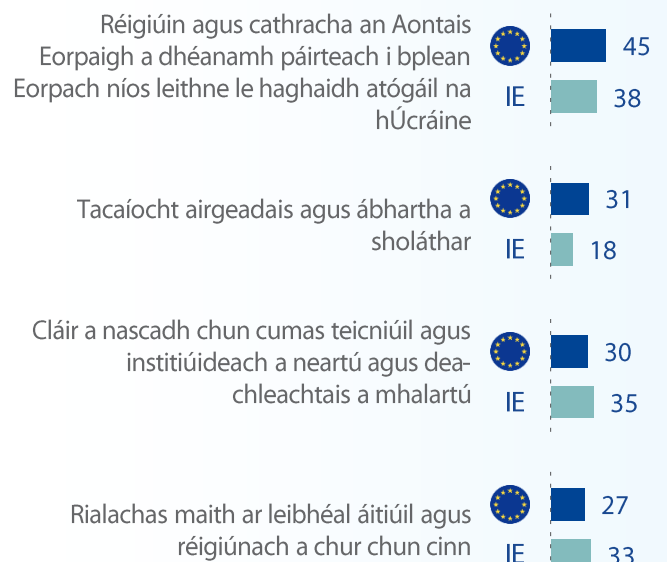 Réigiúin agus cathracha an Aontais
Eorpaigh a dhéanamh páirteach i bplean
Eorpach níos leithne le haghaidh atógáil na
hÚcráine
45
IE 38
Tacaíocht airgeadais agus ábhartha a
sholáthar
31
IE 18
Cláir a nascadh chun cumas teicniúil agus
institiúideach a neartú agus dea-
chleachtais a mhalartú
30
IE 35
Rialachas maith ar leibhéal áitiúil agus
réigiúnach a chur chun cinn
27
IE 33